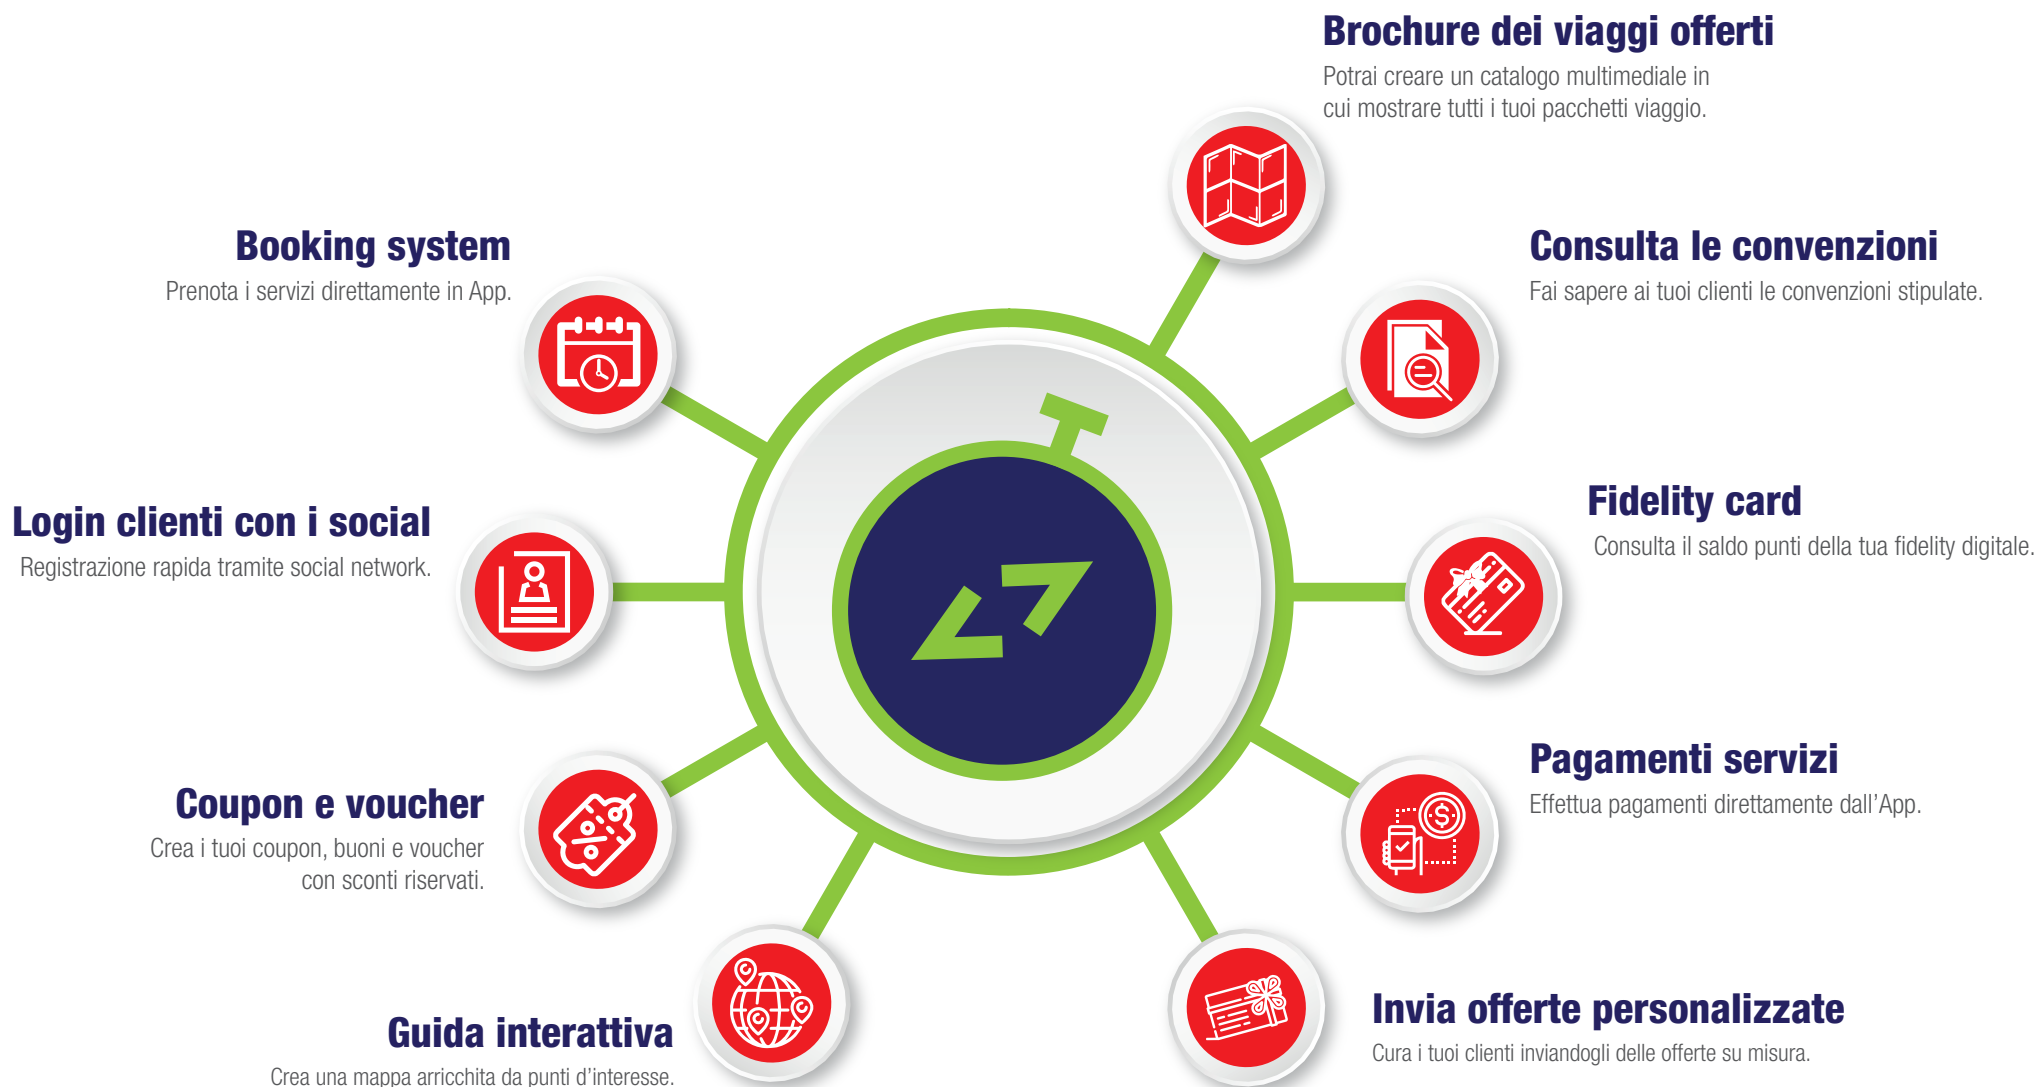 Brochure dei viaggi offerti
Potrai creare un catalogo multimediale in
cui mostrare tutti i tuoi pacchetti viaggio.
Booking system
Prenota i servizi direttamente in App.
Consulta le convenzioni
Fai sapere ai tuoi clienti le convenzioni stipulate.
Login clienti con i social
Registrazione rapida tramite social network.
Fidelity card
Consulta il saldo punti della tua fidelity digitale.
Coupon e voucher
Crea i tuoi coupon, buoni e voucher
con sconti riservati.
Pagamenti servizi
Effettua pagamenti direttamente dall'App.
Guida interattiva
Crea una mappa arricchita da punti d'interesse.
Invia offerte personalizzate
Cura i tuoi clienti inviandogli delle offerte su misura.